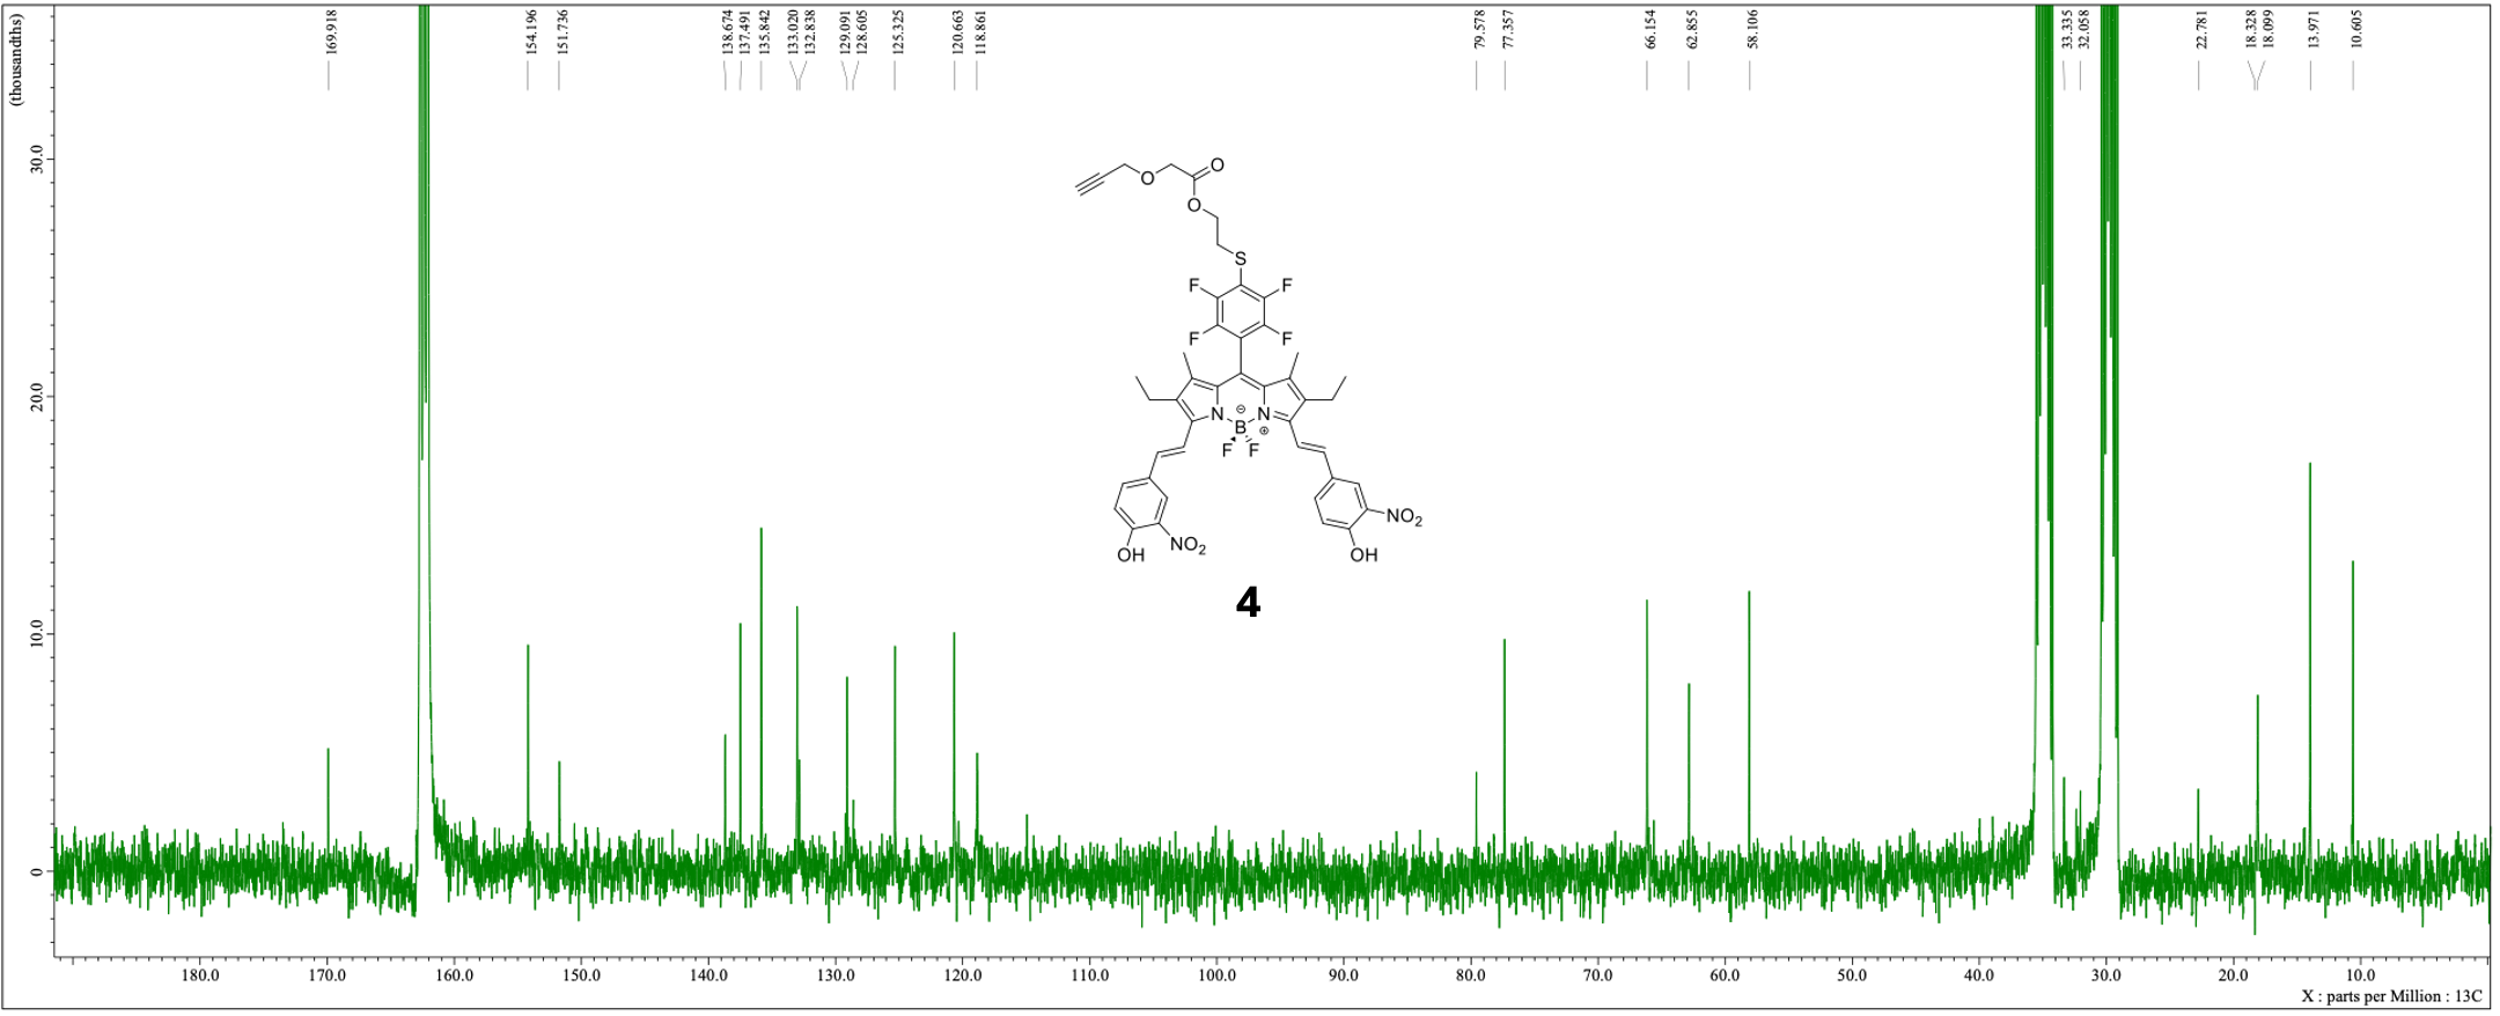 (thousandths)
169.918
154.196
151.736
138.674
137.491
135.842
133.020
132.838
129.091
128.605
125.325
120.663
118.861
79.578
77.357
66.154
62.855
58.106
33.335
32.058
22.781
18.328
18.099
13.971
10.605
30.0
20.0
10.0
0
O
O
O
S
F F
F F
N ⊖ N
B ⊕
F F
NO2
NO2
OH
OH
4
180.0 170.0 160.0 150.0 140.0 130.0 120.0 110.0 100.0 90.0 80.0 70.0 60.0 50.0 40.0 30.0 20.0 10.0
X : parts per Million : 13C